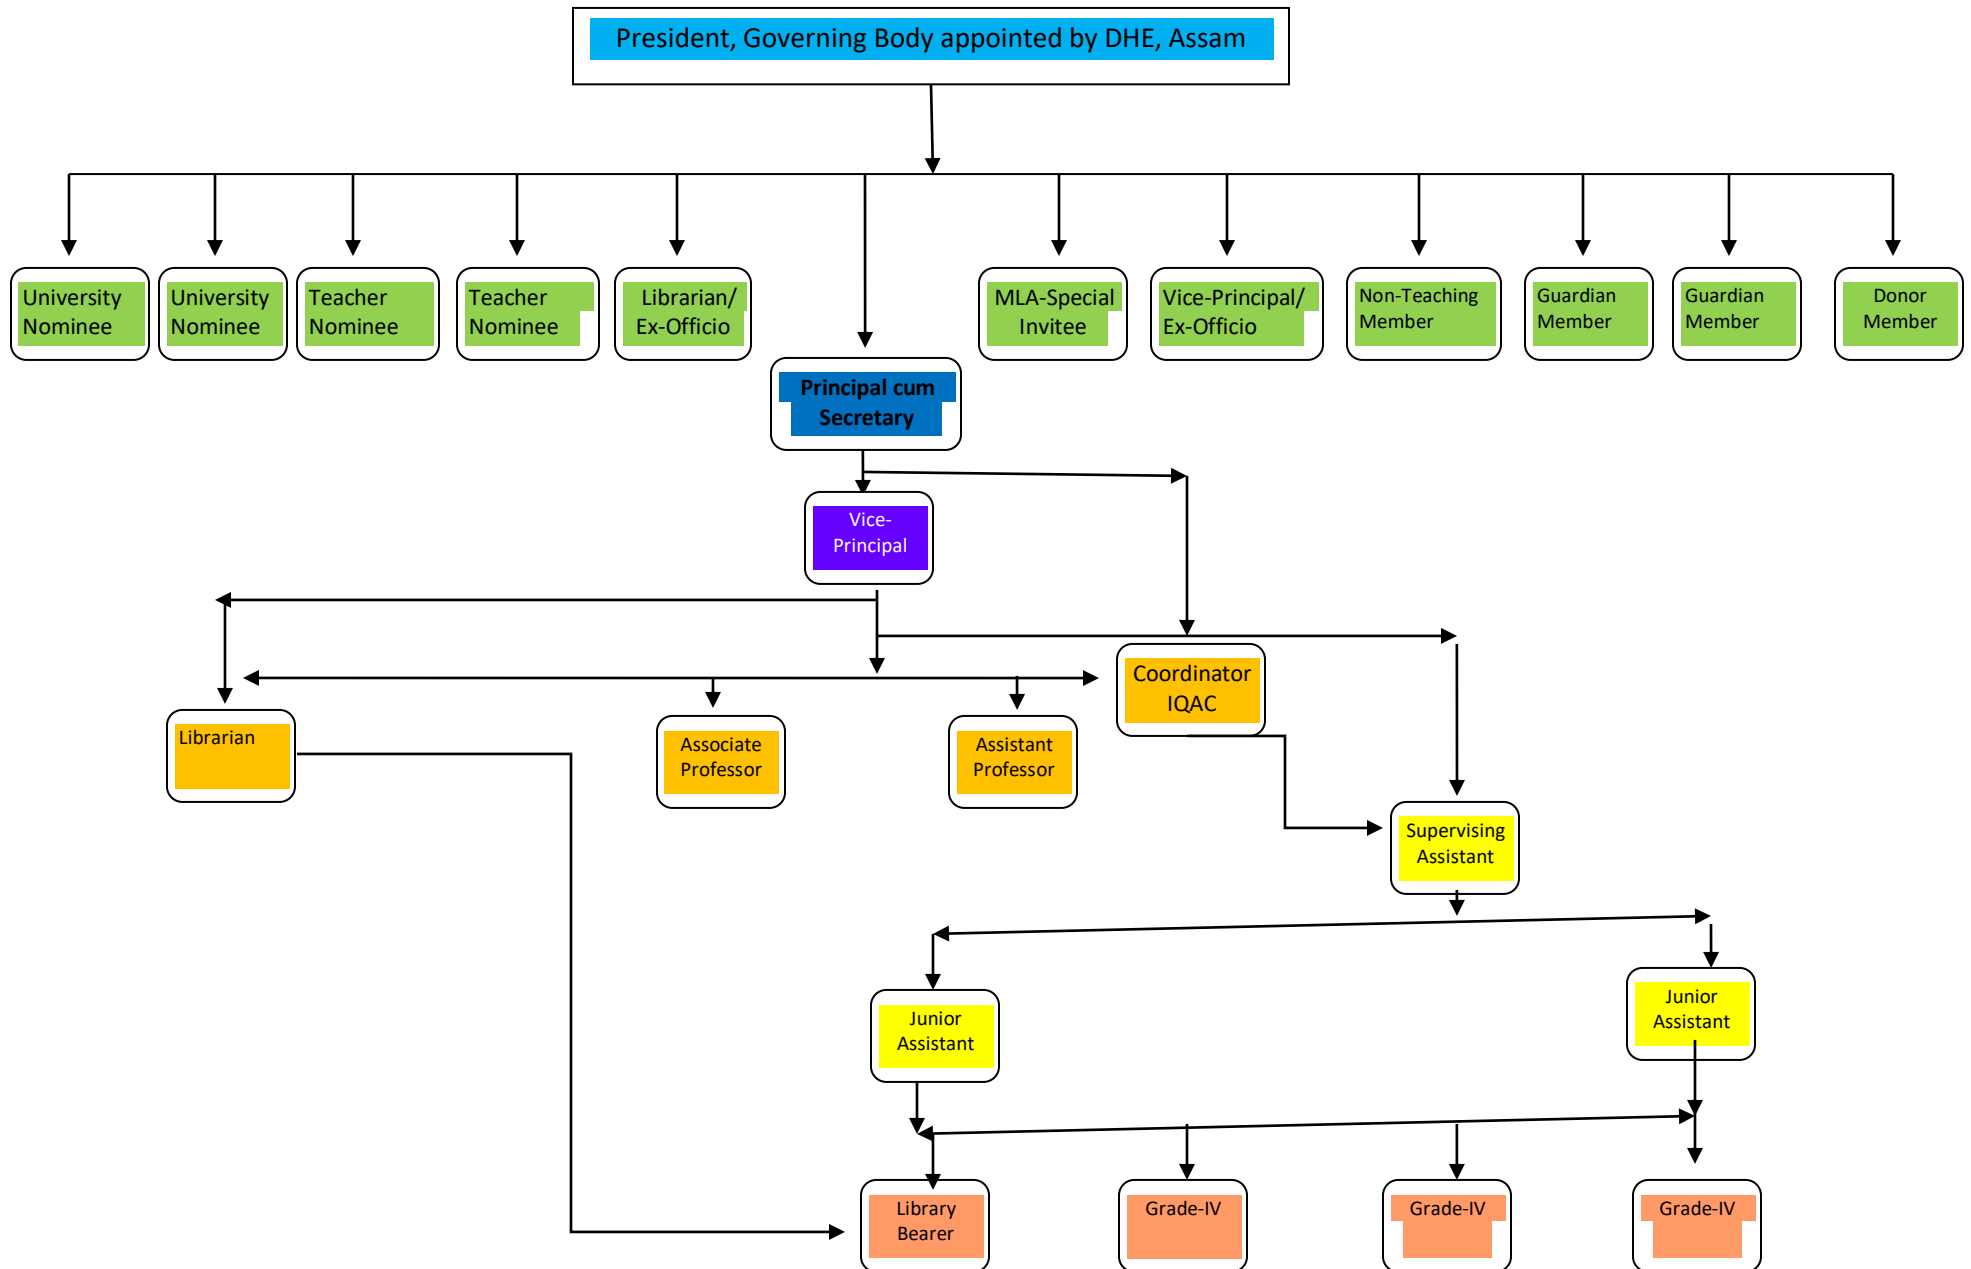 President, Governing Body appointed by DHE, Assam
University
Nominee
University
Nominee
Teacher
Nominee
Teacher
Nominee
Librarian/
Ex-Officio
MLA-Special
Invitee
Vice-Principal/
Ex-Officio
Non-Teaching
Member
Guardian
Member
Guardian
Member
Donor
Member
Principal cum
Secretary
Vice-
Principal
Coordinator
IQAC
Librarian
Associate
Professor
Assistant
Professor
Supervising
Assistant
Junior
Assistant
Junior
Assistant
Library
Bearer
Grade-IV
Grade-IV
Grade-IV